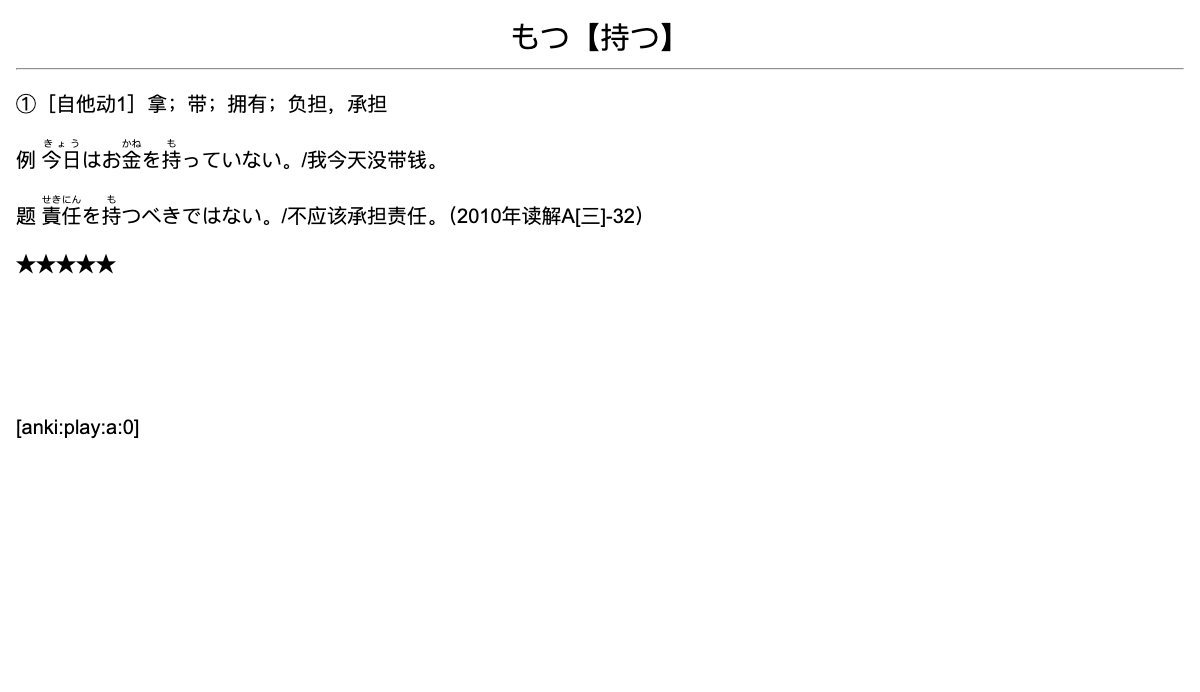 もつ【持つ】
①［自他动1］拿；带；拥有；负担，承担
きょう かね も
例 今日はお金を持っていない。/我今天没带钱。
せきにん も
题 責任を持つべきではない。/不应该承担责任。（2010年读解A[三]-32）
★★★★★
[anki:play:a:0]